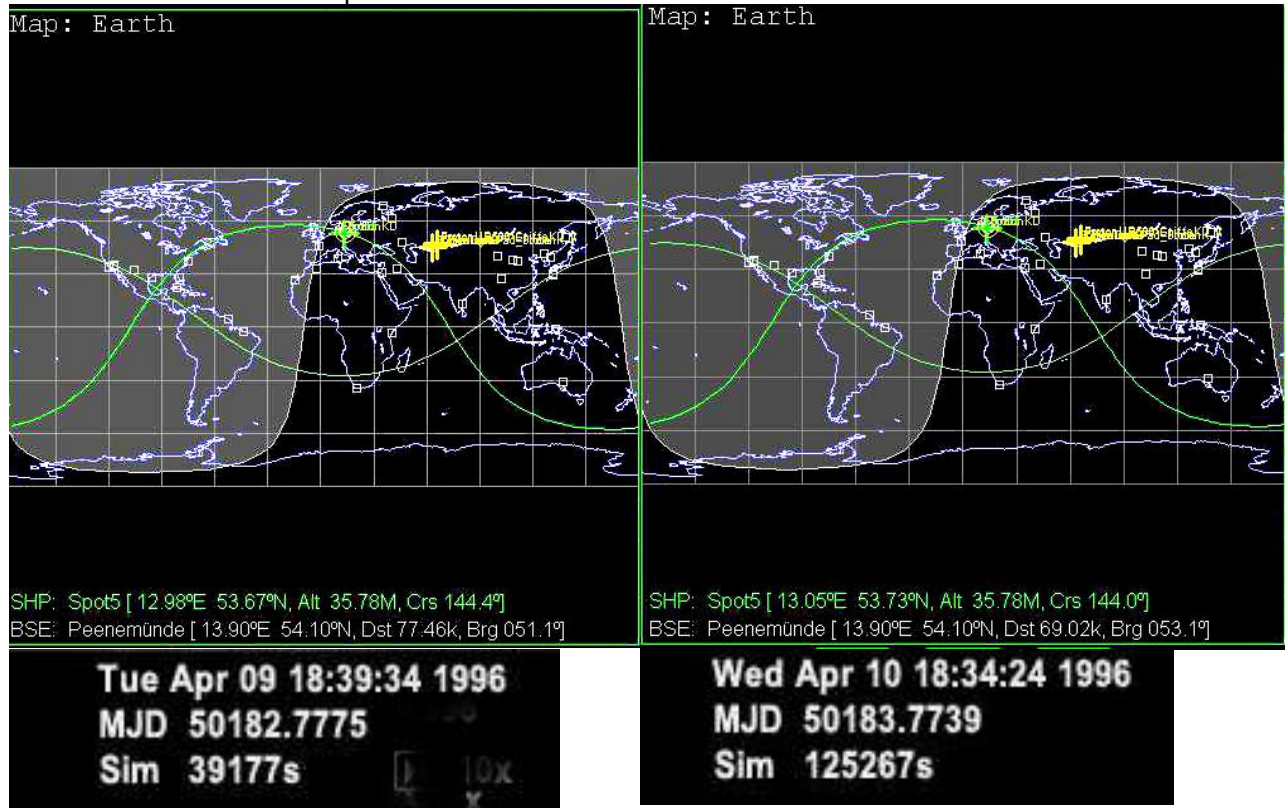 Map: Earth
SHP: Spot5 [ 12.98ºE 53.67ºN, Alt 35.78M, Crs 144.4º]
BSE: Peenemünde [ 13.90ºE 54.10ºN, Dst 77.46k, Brg 051.1º]
Tue Apr 09 18:39:34 1996
MJD 50182.7775
Sim 39177s
10x
x
Map: Earth
SHP: Spot5 [ 13.05ºE 53.73ºN, Alt 35.78M, Crs 144.0º]
BSE: Peenemünde [ 13.90ºE 54.10ºN, Dst 69.02k, Brg 053.1º]
Wed Apr 10 18:34:24 1996
MJD 50183.7739
Sim 125267s